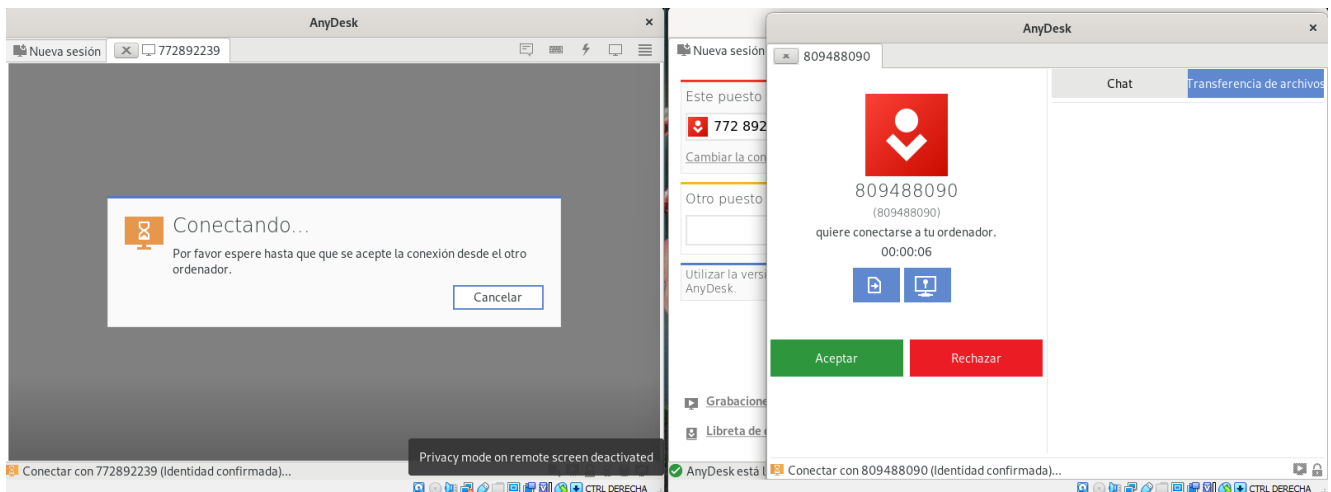 AnyDesk
Nueva sesión
772892239
Conectando...
Por favor espere hasta que que se acepte la conexión desde el otro
ordenador.
Cancelar
Privacy mode on remote screen deactivated
Conectar con 772892239 (Identidad confirmada)...
CTRL DERECHA
Nueva sesión
Este puesto
772 892
Cambiar la con
Otro puesto
Utilizar la versi
AnyDesk.
Grabacione
Libreta de
AnyDesk está l
AnyDesk
809488090
Chat
Transferencia de archivos
809488090
(809488090)
quiere conectarse a tu ordenador.
00:00:06
Aceptar
Rechazar
Conectar con 809488090 (Identidad confirmada)...
CTRL DERECHA